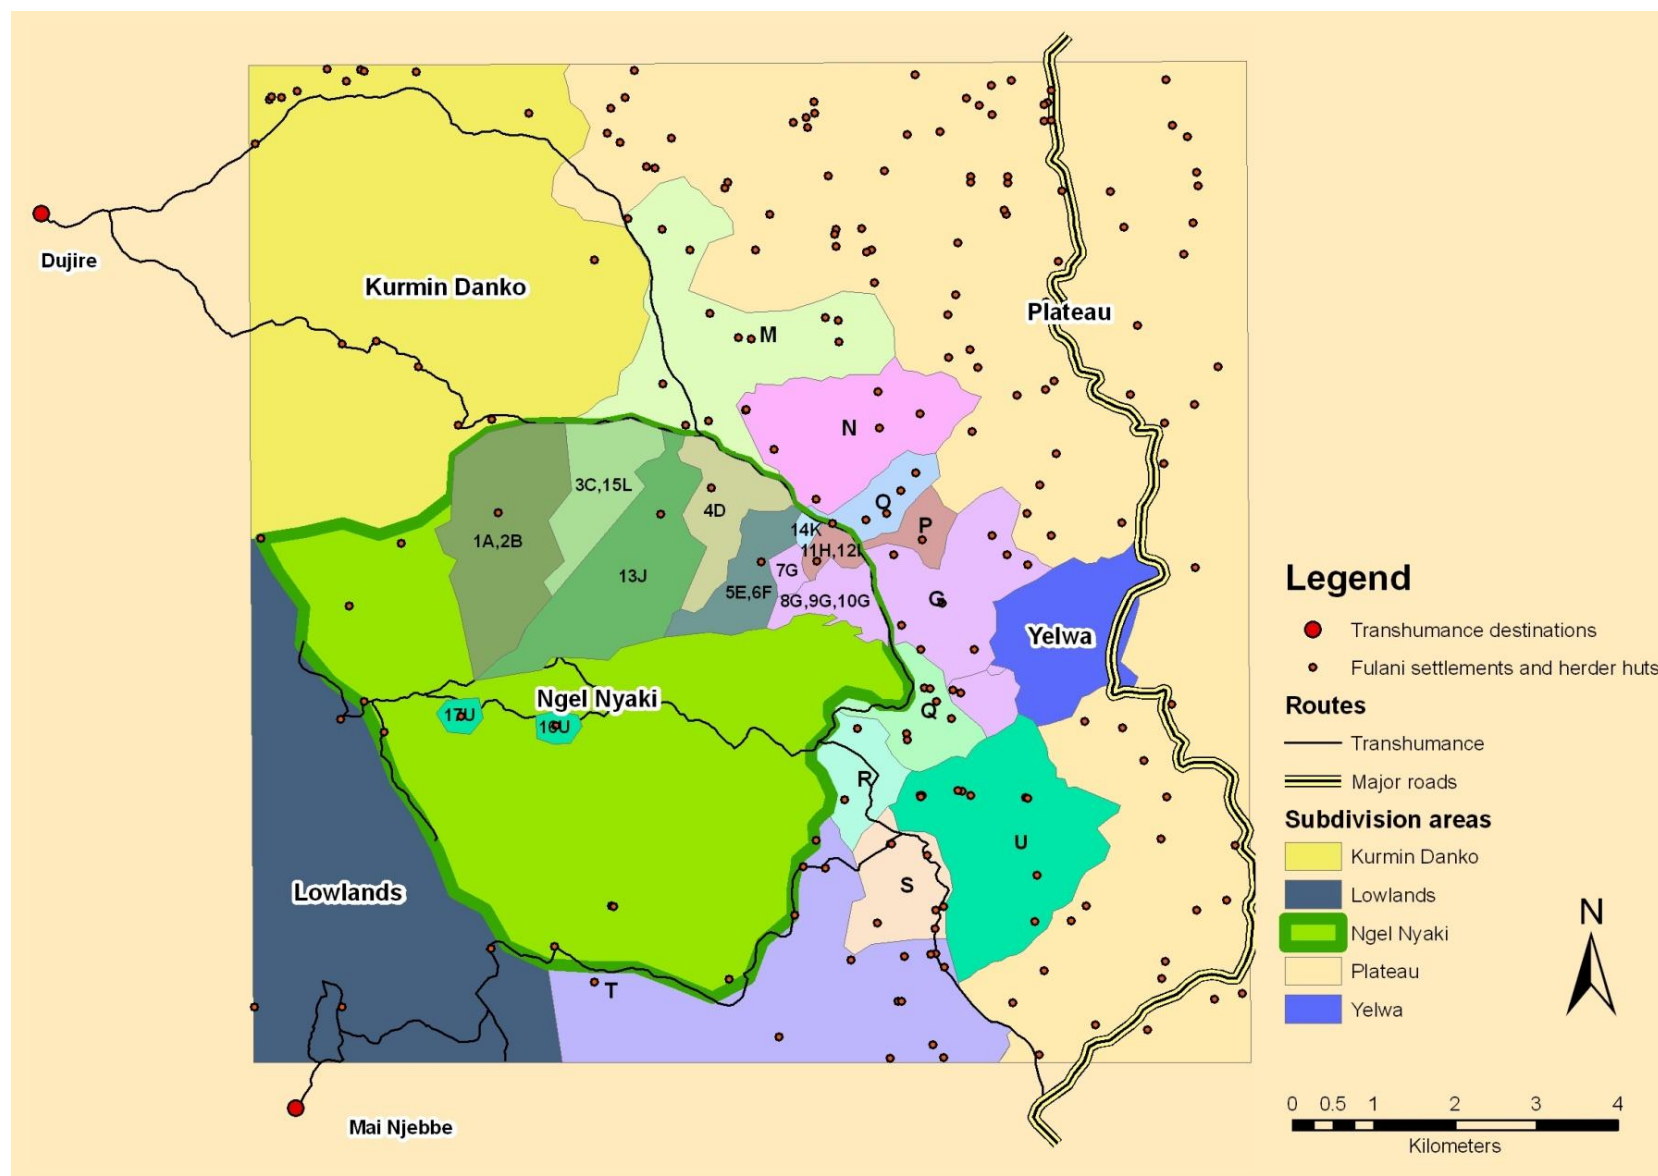 Dujire
Kurmin Danko
Plateau
M
N
3C,15L
4D
O
14K
P
1A,2B
11H,12I
7G
13J
5E,6F
8G,9G,10G
G
Yelwa
Ngel Nyaki
17U
16U
Q
R
U
S
Lowlands
T
Mai Njebbe
Legend
Transhumance destinations
Fulani settlements and herder huts
Routes
Transhumance
Major roads
Subdivision areas
Kurmin Danko
Lowlands
Ngel Nyaki
Plateau
Yelwa
N
0 0.5 1 2 3 4
Kilometers